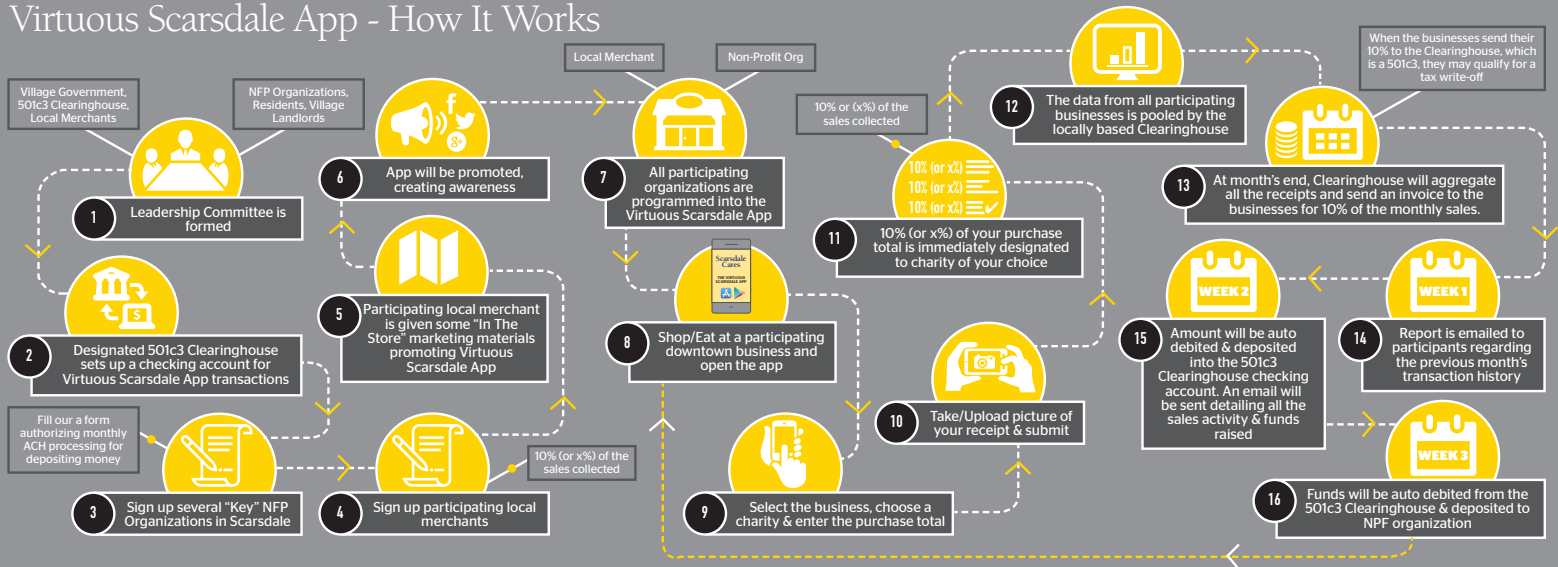 Virtuous Scarsdale App - How It Works
Village Government,
501c3 Clearinghouse,
Local Merchants
NFP Organizations,
Residents, Village
Landlords
1
Leadership Committee is
formed
2
Designated 501c3 Clearinghouse
sets up a checking account for
Virtuous Scarsdale App transactions
$
Fill our a form
authorizing monthly
ACH processing for
depositing money
3
Sign up several “Key” NFP
Organizations in Scarsdale
4
Sign up participating local
merchants
10% (or x%) of the
sales collected
5
Participating local merchant
is given some “In The
Store” marketing materials
promoting Virtuous
Scarsdale App
f
8+
6
App will be promoted,
creating awareness
Local Merchant
Non-Profit Org
7
All participating
organizations are
programmed into the
Virtuous Scarsdale App
Scarsdale
Cares
THE VIRTUOUS
SCARSDALE APP
8
Shop/Eat at a participating
downtown business and
open the app
9
Select the business, choose a
charity & enter the purchase total
10
Take/Upload picture of
your receipt & submit
10% or (x%) of the
sales collected
10% (or x%)
10% (or x%)
10% (or x%)
11
10% (or x%) of your purchase
total is immediately designated
to charity of your choice
12
The data from all participating
businesses is pooled by the
locally based Clearinghouse
When the businesses send their
10% to the Clearinghouse, which
is a 501c3, they may qualify for a
tax write-off
13
At month’s end, Clearinghouse will aggregate
all the receipts and send an invoice to the
businesses for 10% of the monthly sales.
WEEK 1
14
Report is emailed to
participants regarding
the previous month’s
transaction history
WEEK 2
15
Amount will be auto
debited & deposited
into the 501c3
Clearinghouse checking
account. An email will
be sent detailing all the
sales activity & funds
raised
WEEK 3
16
Funds will be auto debited from the
501c3 Clearinghouse & deposited to
NPF organization